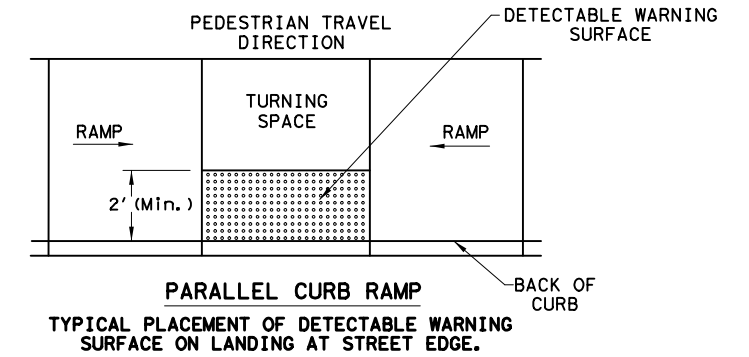 PEDESTRIAN TRAVEL
DIRECTION
DETECTABLE WARNING
SURFACE
TURNING
SPACE
RAMP
RAMP
2' (Min.)
BACK OF
CURB
PARALLEL CURB RAMP
TYPICAL PLACEMENT OF DETECTABLE WARNING
SURFACE ON LANDING AT STREET EDGE.